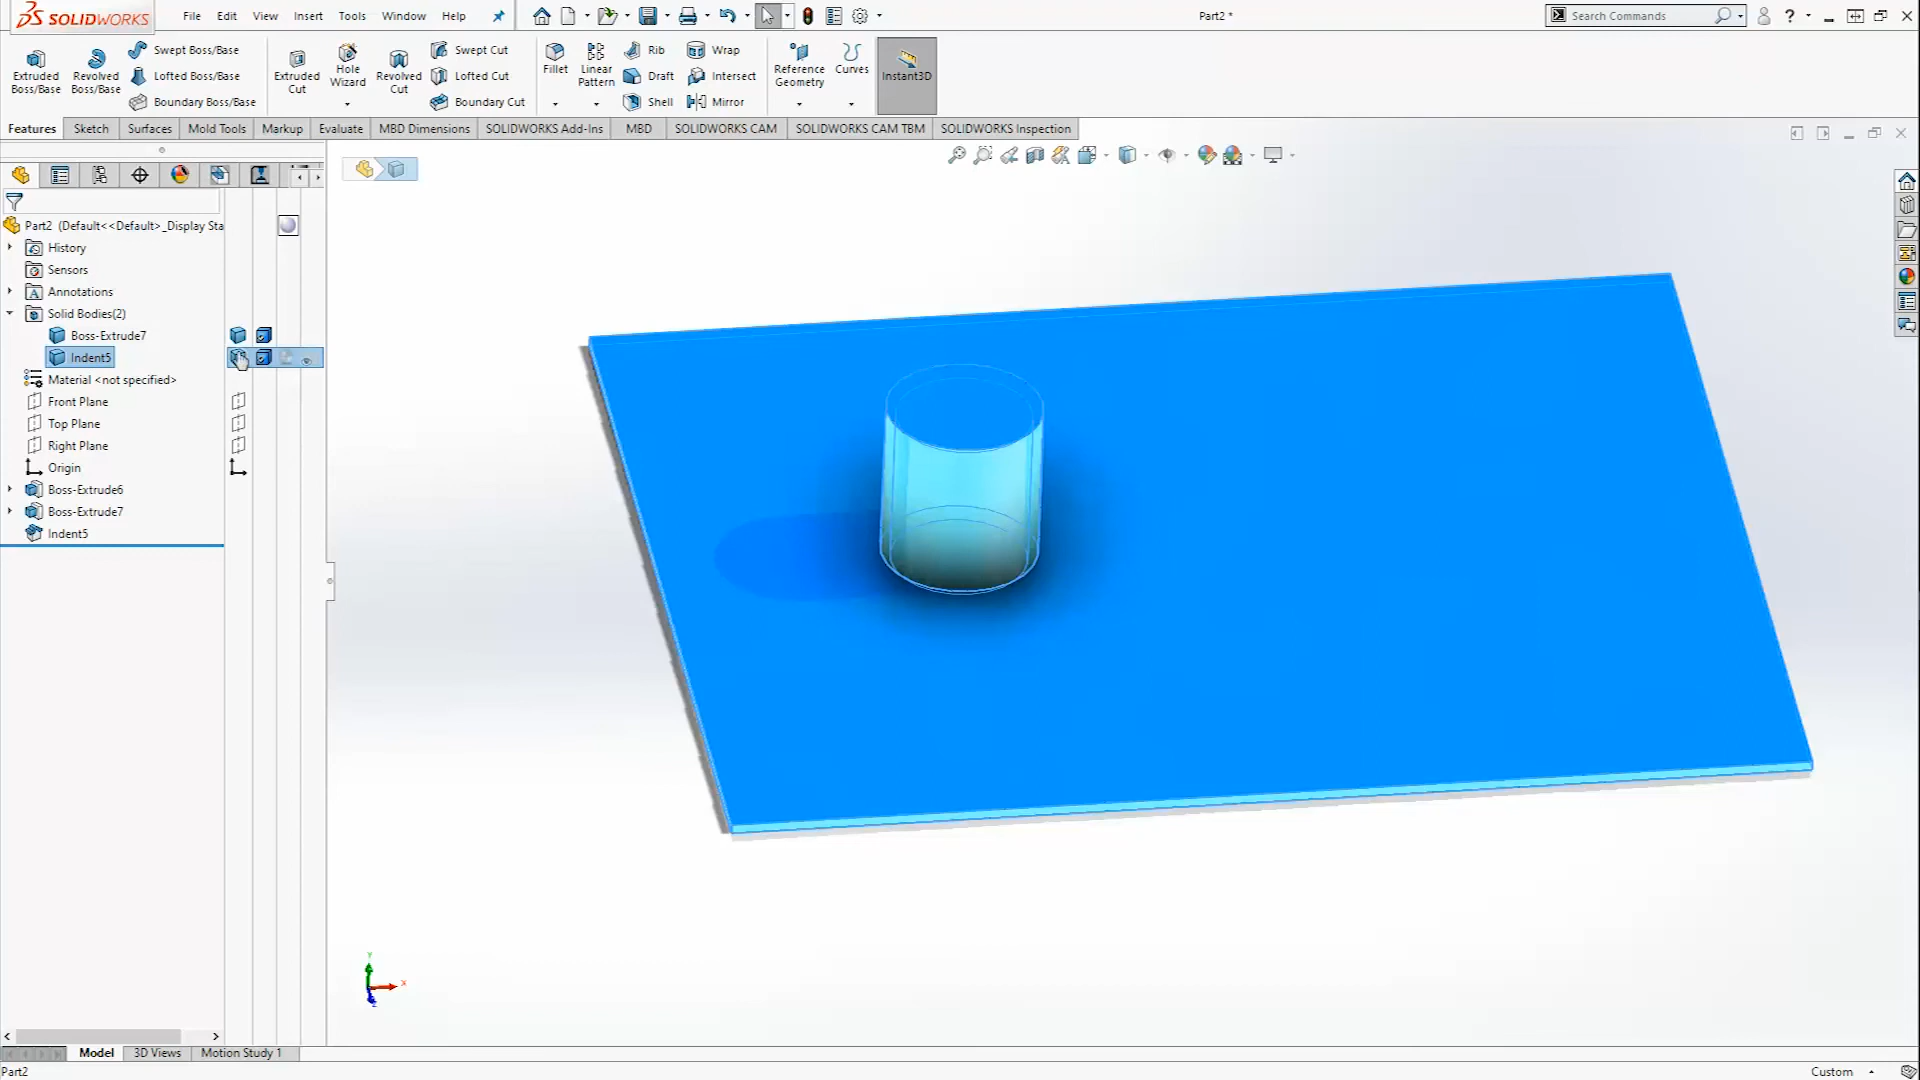 SOLIDWORKS
File Edit View Insert Tools Window Help
Part2 *
Search Commands
Extruded Boss/Base
Revolved Boss/Base
Swept Boss/Base
Lofted Boss/Base
Boundary Boss/Base
Extruded Cut
Hole Wizard
Revolved Cut
Swept Cut
Lofted Cut
Boundary Cut
Fillet
Linear Pattern
Rib
Draft
Shell
Wrap
Intersect
Mirror
Reference Geometry
Curves
Instant3D
Features Sketch Surfaces Mold Tools Markup Evaluate MBD Dimensions SOLIDWORKS Add-Ins MBD SOLIDWORKS CAM SOLIDWORKS CAM TBM SOLIDWORKS Inspection
Part2 (Default<<Default>_Display Sta
History
Sensors
Annotations
Solid Bodies(2)
Boss-Extrude7
Indent5
Material <not specified>
Front Plane
Top Plane
Right Plane
Origin
Boss-Extrude6
Boss-Extrude7
Indent5
Y
X
Model 3D Views Motion Study 1
Part2
Custom